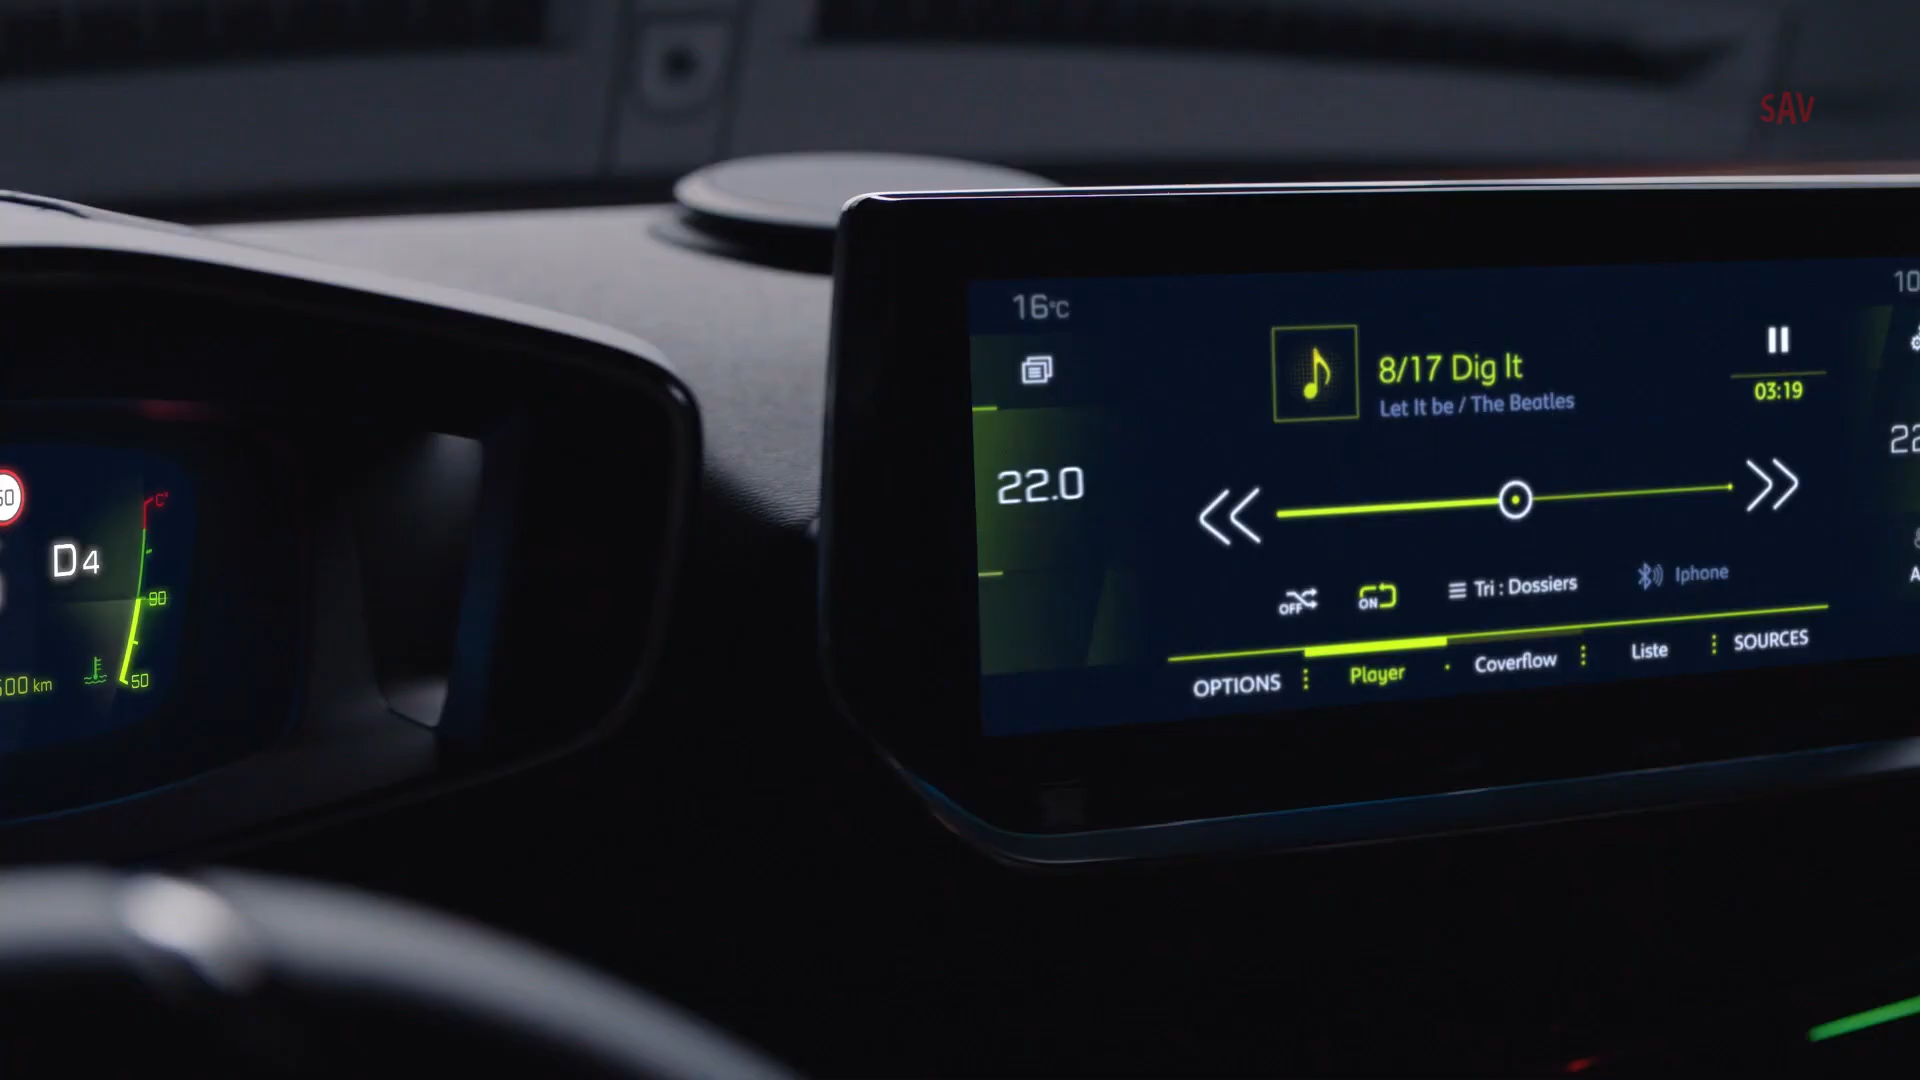 SAV
16°C
8/17 Dig It
Let It be / The Beatles
03:19
22.0
OFF
ON
Tri : Dossiers
Iphone
OPTIONS
Player
Coverflow
Liste
SOURCES
C°
D 4
90
50
km